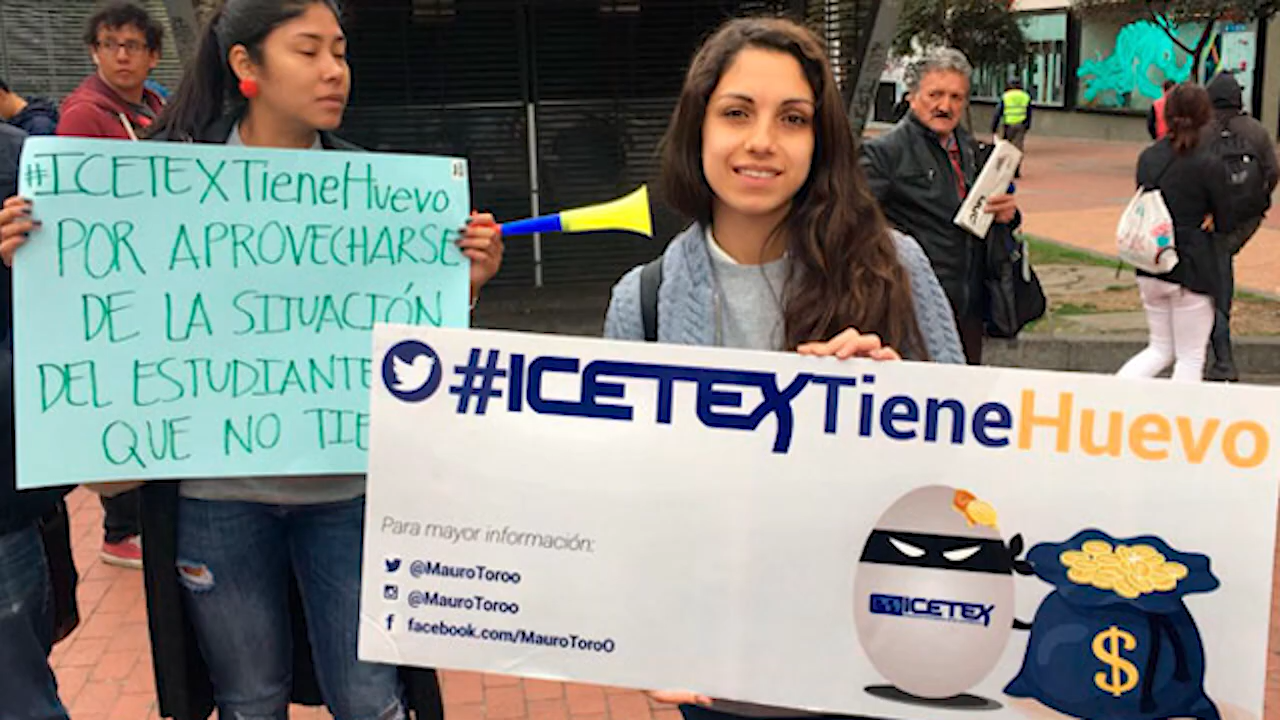 #ICETEXTieneHuevo
POR APROVECHARSE
DE LA SITUACIÓN
DEL ESTUDIANTE
QUE NO TIE
#ICETEXTieneHuevo
Para mayor información:
@MauroToroo
@MauroToroo
f facebook.com/MauroToroO
ICETEX
$